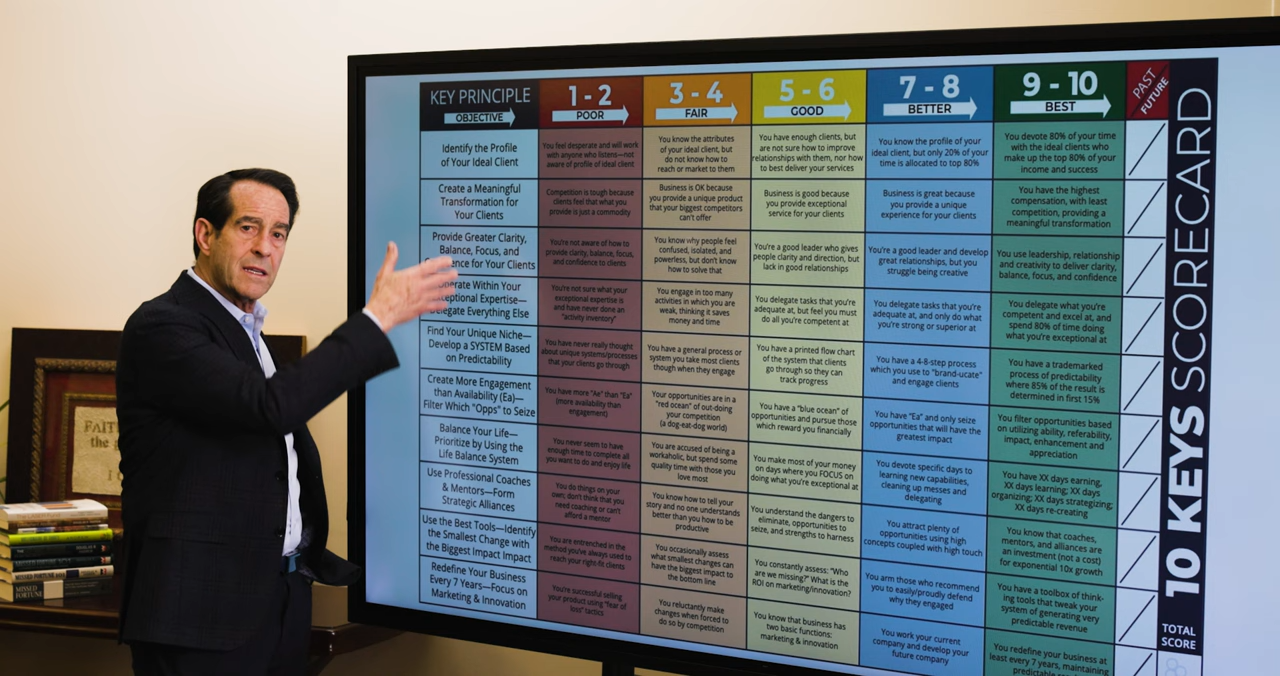 KEY PRINCIPLE
OBJECTIVE
1 - 2
POOR
3 - 4
FAIR
5 - 6
GOOD
7 - 8
BETTER
9 - 10
BEST
PAST
FUTURE
Identify the Profile
of Your Ideal Client
You feel desperate and will work
with anyone who listens—not
aware of profile of ideal client
You know the attributes
of your ideal client, but
do not know how to
reach or market to them
You have enough clients, but
are not sure how to improve
relationships with them, nor how
to best deliver your services
You know the profile of your
ideal client, but only 20% of your
time is allocated to top 80%
You devote 80% of your time
with the ideal clients who
make up the top 80% of your
income and success
Create a Meaningful
Transformation for
Your Clients
Competition is tough because
clients feel that what you
provide is just a commodity
Business is OK because
you provide a unique product
that your biggest competitors
can't offer
Business is good because
you provide exceptional
service for your clients
Business is great because
you provide a unique
experience for your clients
You have the highest
compensation, with least
competition, providing a
meaningful transformation
Provide Greater Clarity,
Balance, Focus, and
ence for Your Clients
You're not aware of how to
provide clarity, balance, focus,
and confidence to clients
You know why people feel
confused, isolated, and
powerless, but don't know
how to solve that
You're a good leader who gives
people clarity and direction, but
lack in good relationships
You're a good leader and develop
great relationships, but you
struggle being creative
You use leadership, relationship
and creativity to deliver clarity,
balance, focus, and confidence
erate Within Your
ceptional Expertise—
elegate Everything Else
You're not sure what your
exceptional expertise is
and have never done an
"activity inventory"
You engage in too many
activities in which you are
weak, thinking it saves
money and time
You delegate tasks that you're
adequate at, but feel you must
do all you're competent at
You delegate tasks that you're
adequate at, and only do what
you're strong or superior at
You delegate what you're
competent and excel at, and
spend 80% of time doing
what you're exceptional at
Find Your Unique Niche—
Develop a SYSTEM Based
on Predictability
You have never really thought
about unique systems/processes
that your clients go through
You have a general process or
system you take most clients
though when they engage
You have a printed flow chart
of the system that clients
go through so they can
track progress
You have a 4-8-step process
which you use to "brand-ucate"
and engage clients
You have a trademarked
process of predictability
where 85% of the result is
determined in first 15%
Create More Engagement
than Availability (Ea)—
Filter Which "Opps" to Seize
You have more "Ae" than "Ea"
(more availability than
engagement)
Your opportunities are in a
"red ocean" of out-doing
your competition
(a dog-eat-dog world)
You have a "blue ocean" of
opportunities and pursue those
which reward you financially
You have "Ea" and only seize
opportunities that will have the
greatest impact
You filter opportunities based
on utilizing ability, referability,
impact, enhancement and
appreciation
Balance Your Life—
Prioritize by Using the
Life Balance System
You never seem to have
enough time to complete all
you want to do and enjoy life
You are accused of being a
workaholic, but spend some
quality time with those you
love most
You make most of your money
on days where you FOCUS on
doing what you're exceptional at
You devote specific days to
learning new capabilities,
cleaning up messes and
delegating
You have XX days earning,
XX days learning; XX days
organizing; XX days strategizing;
XX days re-creating
Use Professional Coaches
& Mentors—Form
Strategic Alliances
You do things on your
own; don't think that you
need coaching or can't
afford a mentor
You know how to tell your
story and no one understands
better than you how to be
productive
You understand the dangers to
eliminate, opportunities to
seize, and strengths to harness
You attract plenty of
opportunities using high
concepts coupled with high touch
You know that coaches,
mentors, and alliances are
an investment (not a cost)
for exponential 10x growth
Use the Best Tools—Identify
the Smallest Change with
the Biggest Impact Impact
You are entrenched in the
method you've always used to
reach your right-fit clients
You occasionally assess
what smallest changes can
have the biggest impact to
the bottom line
You constantly assess: "Who
are we missing?" What is the
ROI on marketing/innovation?
You arm those who recommend
you to easily/proudly defend
why they engaged
You have a toolbox of think-
ing tools that tweak your
system of generating very
predictable revenue
Redefine Your Business
Every 7 Years—Focus on
Marketing & Innovation
You're successful selling
your product using "fear of
loss" tactics
You reluctantly make
changes when forced to
do so by competition
You know that business has
two basic functions:
marketing & innovation
You work your current
company and develop your
future company
You redefine your business at
least every 7 years, maintaining
10 KEYS SCORECARD
TOTAL
SCORE
FAIT
the
MISSED FORTUNE
MISSED
FORTUNE